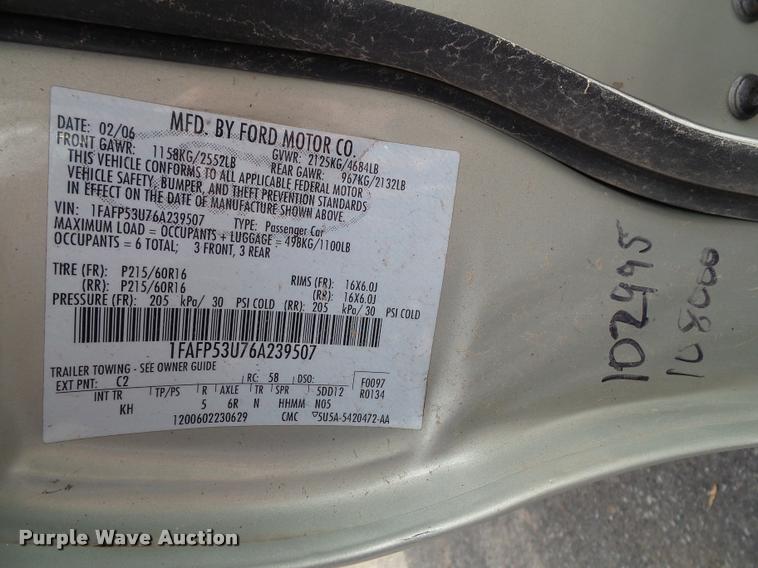 MFD. BY FORD MOTOR CO.
DATE: 02/06 GVWR: 2125KG/4684LB
FRONT GAWR: 1158KG/2552LB REAR GAWR: 967KG/2132LB
THIS VEHICLE CONFORMS TO ALL APPLICABLE FEDERAL MOTOR
VEHICLE SAFETY, BUMPER, AND THEFT PREVENTION STANDARDS
IN EFFECT ON THE DATE OF MANUFACTURE SHOWN ABOVE.
VIN: 1FAFP53U76A239507 TYPE: Passenger Car
MAXIMUM LOAD = OCCUPANTS + LUGGAGE = 498KG/1100LB
OCCUPANTS = 6 TOTAL; 3 FRONT, 3 REAR
TIRE (FR): P215/60R16 RIMS (FR): 16X6.0J
(RR): P215/60R16 (RR): 16X6.0J
PRESSURE (FR): 205 kPa/ 30 PSI COLD (RR): 205 kPa/ 30 PSI COLD
1FAFP53U76A239507
TRAILER TOWING - SEE OWNER GUIDE
EXT PNT: C2 RC: 58 DSO: F0097
R0134
INT TR TP/PS R AXLE TR SPR 5DD12
KH 5 6R N HHMM N05
1200602230629 CMC 5U5A-5420472-AA
102995
108000
Purple Wave Auction